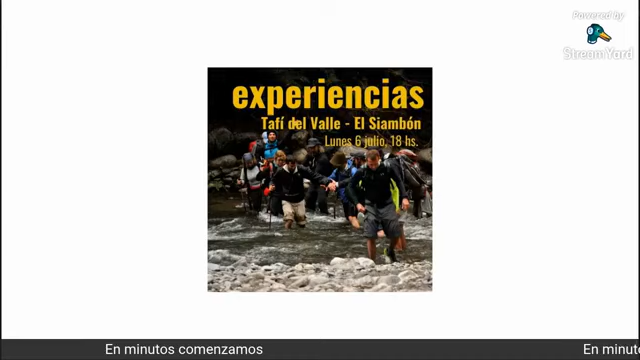 Powered by
StreamYard
experiencias
Tafí del Valle - El Siambón
Lunes 6 julio, 18 hs.
En minutos comenzamos
En minuto